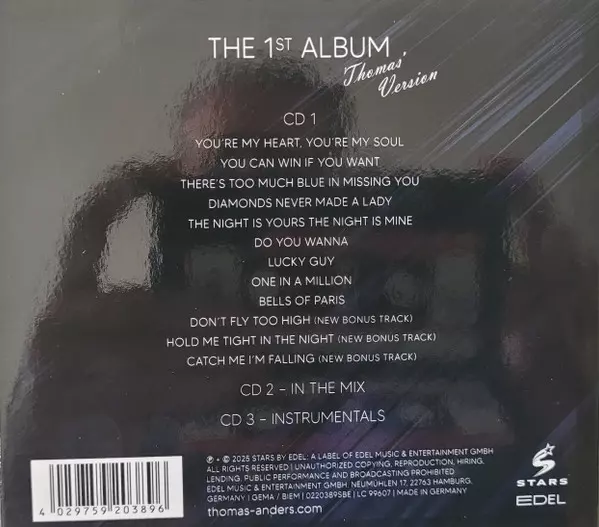 THE 1ST ALBUM
'Thomas' Version
CD 1
YOU'RE MY HEART, YOU'RE MY SOUL
YOU CAN WIN IF YOU WANT
THERE'S TOO MUCH BLUE IN MISSING YOU
DIAMONDS NEVER MADE A LADY
THE NIGHT IS YOURS THE NIGHT IS MINE
DO YOU WANNA
LUCKY GUY
ONE IN A MILLION
BELLS OF PARIS
DON'T FLY TOO HIGH (NEW BONUS TRACK)
HOLD ME TIGHT IN THE NIGHT (NEW BONUS TRACK)
CATCH ME I'M FALLING (NEW BONUS TRACK)
CD 2 – IN THE MIX
CD 3 – INSTRUMENTALS
℗ + © 2025 STARS BY EDEL: A LABEL OF EDEL MUSIC & ENTERTAINMENT GMBH
ALL RIGHTS RESERVED | UNAUTHORIZED COPYING, REPRODUCTION, HIRING,
LENDING, PUBLIC PERFORMANCE AND BROADCASTING PROHIBITED
EDEL MUSIC & ENTERTAINMENT GMBH, NEUMÜHLEN 17, 22763 HAMBURG,
GERMANY | GEMA / BIEM | 0220389SBE | LC 99607 | MADE IN GERMANY
thomas-anders.com
STARS
EDEL
4 029759 203896